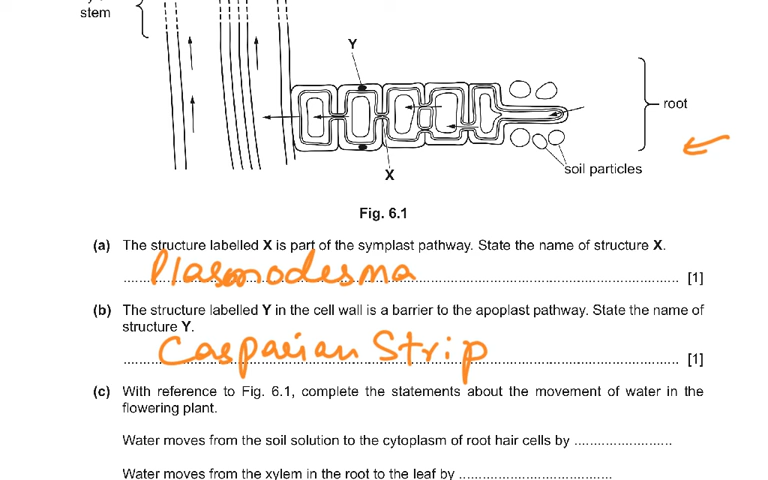 stem
Y
root
soil particles
X
Fig. 6.1
(a) The structure labelled X is part of the symplast pathway. State the name of structure X.
Plasmodesma
[1]
(b) The structure labelled Y in the cell wall is a barrier to the apoplast pathway. State the name of
structure Y.
Casparian Strip
[1]
(c) With reference to Fig. 6.1, complete the statements about the movement of water in the
flowering plant.
Water moves from the soil solution to the cytoplasm of root hair cells by ........................
Water moves from the xylem in the root to the leaf by ......................................